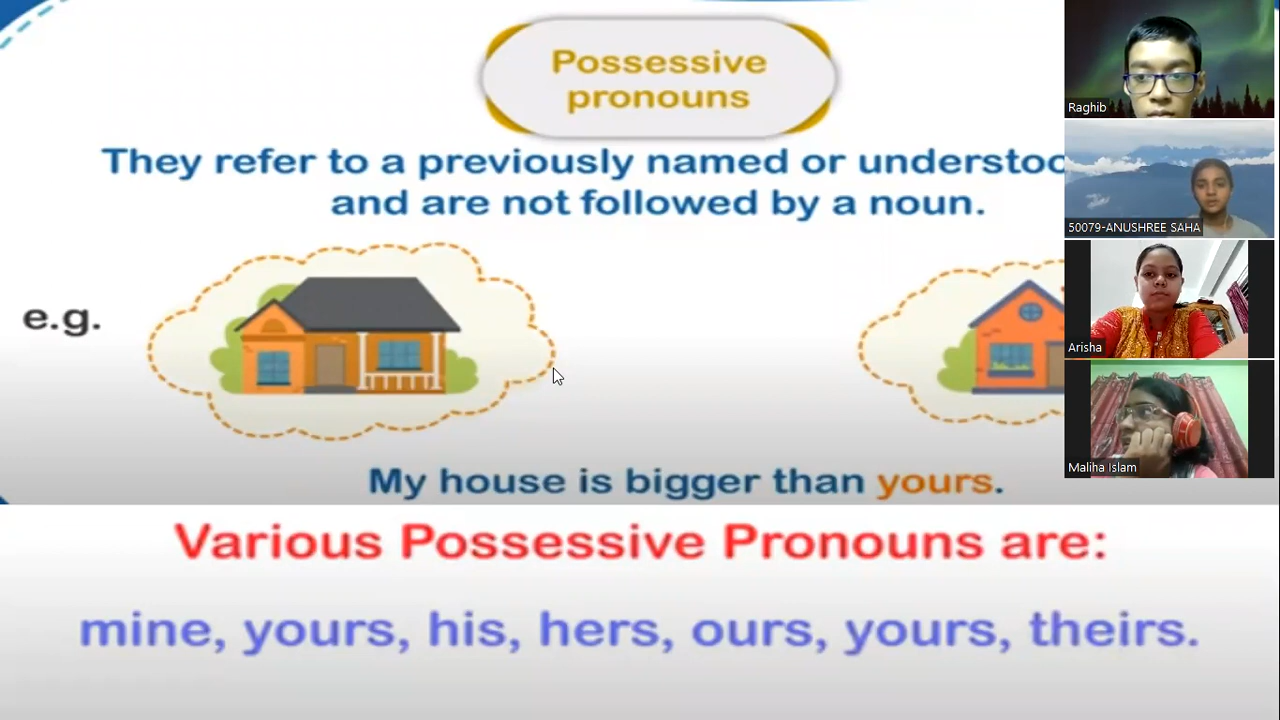 Possessive
pronouns
They refer to a previously named or
and are not followed by a noun.
e.g.
My house is bigger than yours.
Various Possessive Pronouns are:
mine, yours, his, hers, ours, yours, theirs.
Raghib
50079-ANUSHREE SAHA
Arisha
Maliha Islam